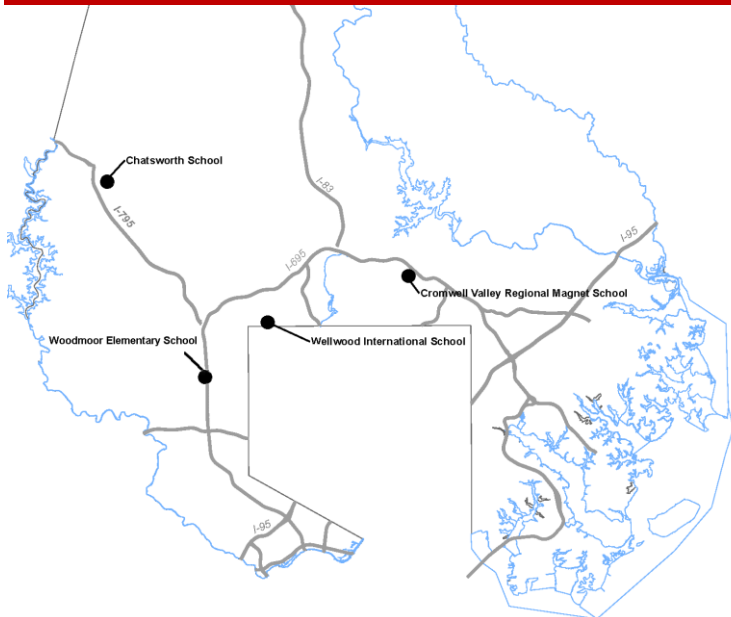 Chatsworth School
I-83
I-795
I-95
I-695
Cromwell Valley Regional Magnet School
Woodmoor Elementary School
Wellwood International School
I-95